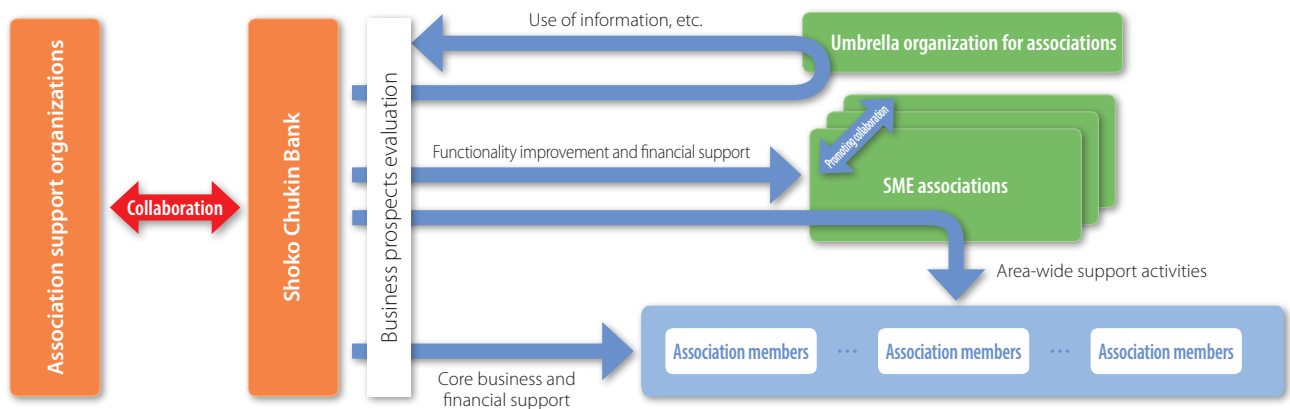 Association support organizations
Collaboration
Shoko Chukin Bank
Business prospects evaluation
Use of information, etc.
Umbrella organization for associations
Functionality improvement and financial support
Promoting collaboration
SME associations
Area-wide support activities
Association members … Association members … Association members
Core business and
financial support